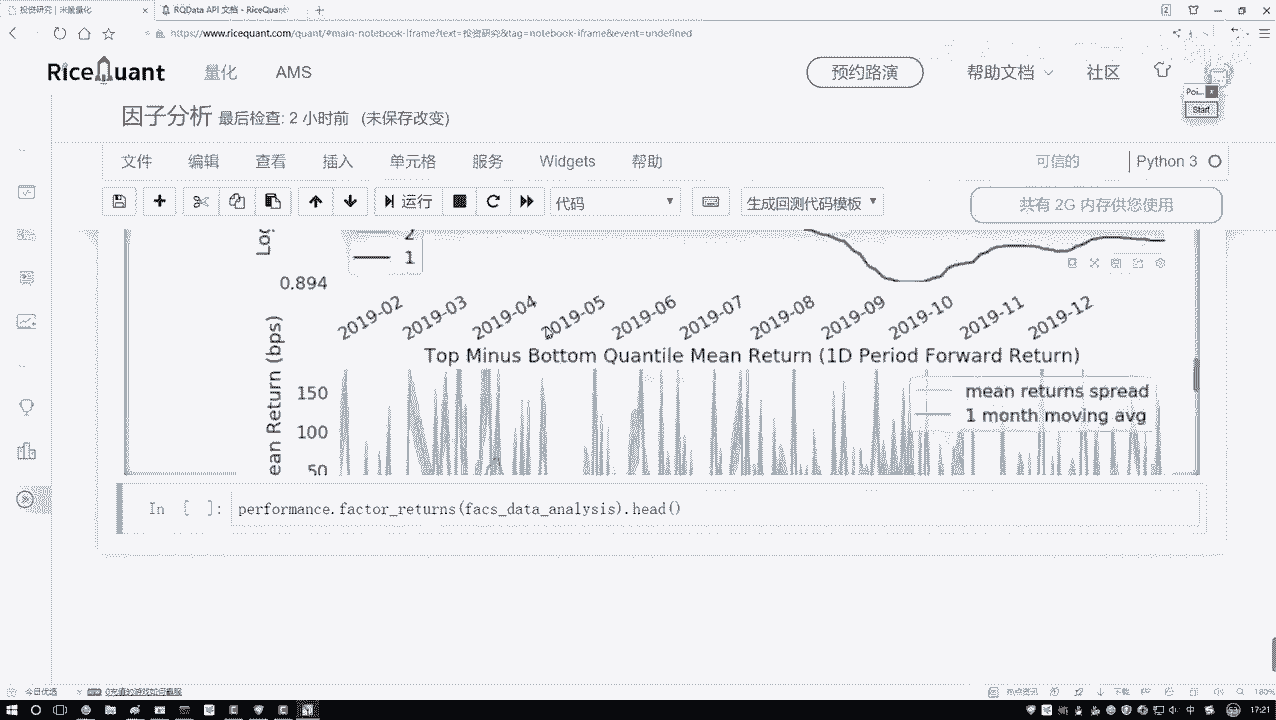 投资研究 | 米筐量化
RQData API 文档 - RiceQuant
https://www.ricequant.com/quant/#main-notebook-iframe?text=投资研究&tag=notebook-iframe&event=undefined
RiceQuant 量化 AMS 预约路演 帮助文档 社区
Poi...
Start
因子分析 最后检查: 2 小时前 (未保存改变)
文件 编辑 查看 插入 单元格 服务 Widgets 帮助 可信的 Python 3
运行 代码 生成回测代码模板 共有 2G 内存供您使用
2
1
0.894
2019-02 2019-03 2019-04 2019-05 2019-06 2019-07 2019-08 2019-09 2019-10 2019-11 2019-12
Top Minus Bottom Quantile Mean Return (1D Period Forward Return)
ean Return (bps)
150
100
50
mean returns spread
1 month moving avg
In [ ]: performance.factor_returns(facs_data_analysis).head()
今日优选
热点资讯 下载 180%
中 17:21